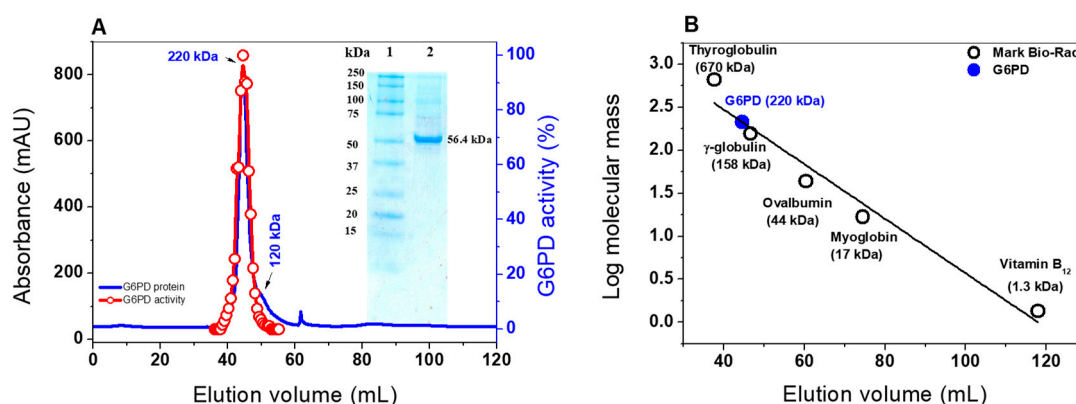 A
Absorbance (mAU)
800
600
400
200
0
0 20 40 60 80 100 120
Elution volume (mL)
100
80
60
40
20
0
G6PD activity (%)
220 kDa
120 kDa
G6PD protein
G6PD activity
kDa 1 2
250
150
100
75
50
37
25
20
15
56.4 kDa
B
Log molecular mass
3.0
2.5
2.0
1.5
1.0
0.5
0.0
40 60 80 100 120
Elution volume (mL)
Thyroglobulin
(670 kDa)
G6PD (220 kDa)
γ-globulin
(158 kDa)
Ovalbumin
(44 kDa)
Myoglobin
(17 kDa)
Vitamin B12
(1.3 kDa)
Mark Bio-Rad
G6PD